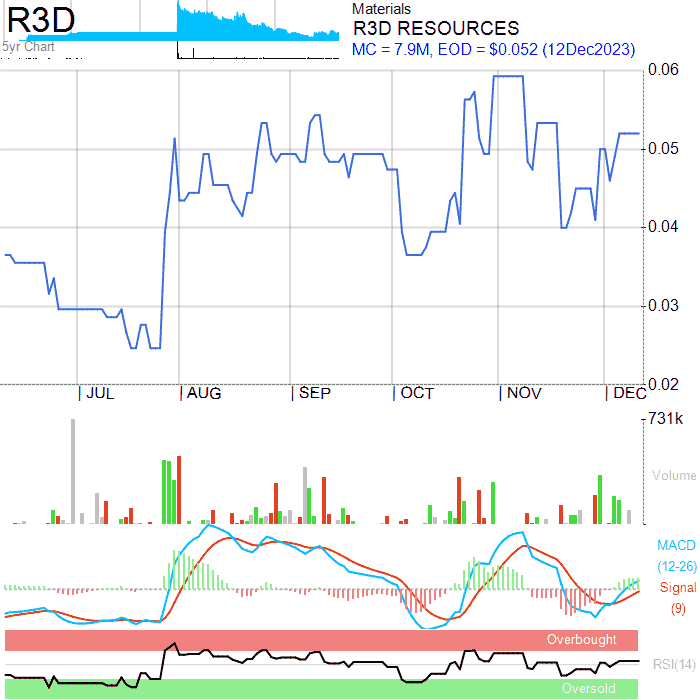 R3D
5yr Chart
Materials
R3D RESOURCES
MC = 7.9M, EOD = $0.052 (12Dec2023)
0.06
0.05
0.04
0.03
0.02
| JUL | AUG | SEP | OCT | NOV | DEC
731k
Volume
MACD
(12-26)
Signal
(9)
Overbought
RSI(14)
Oversold